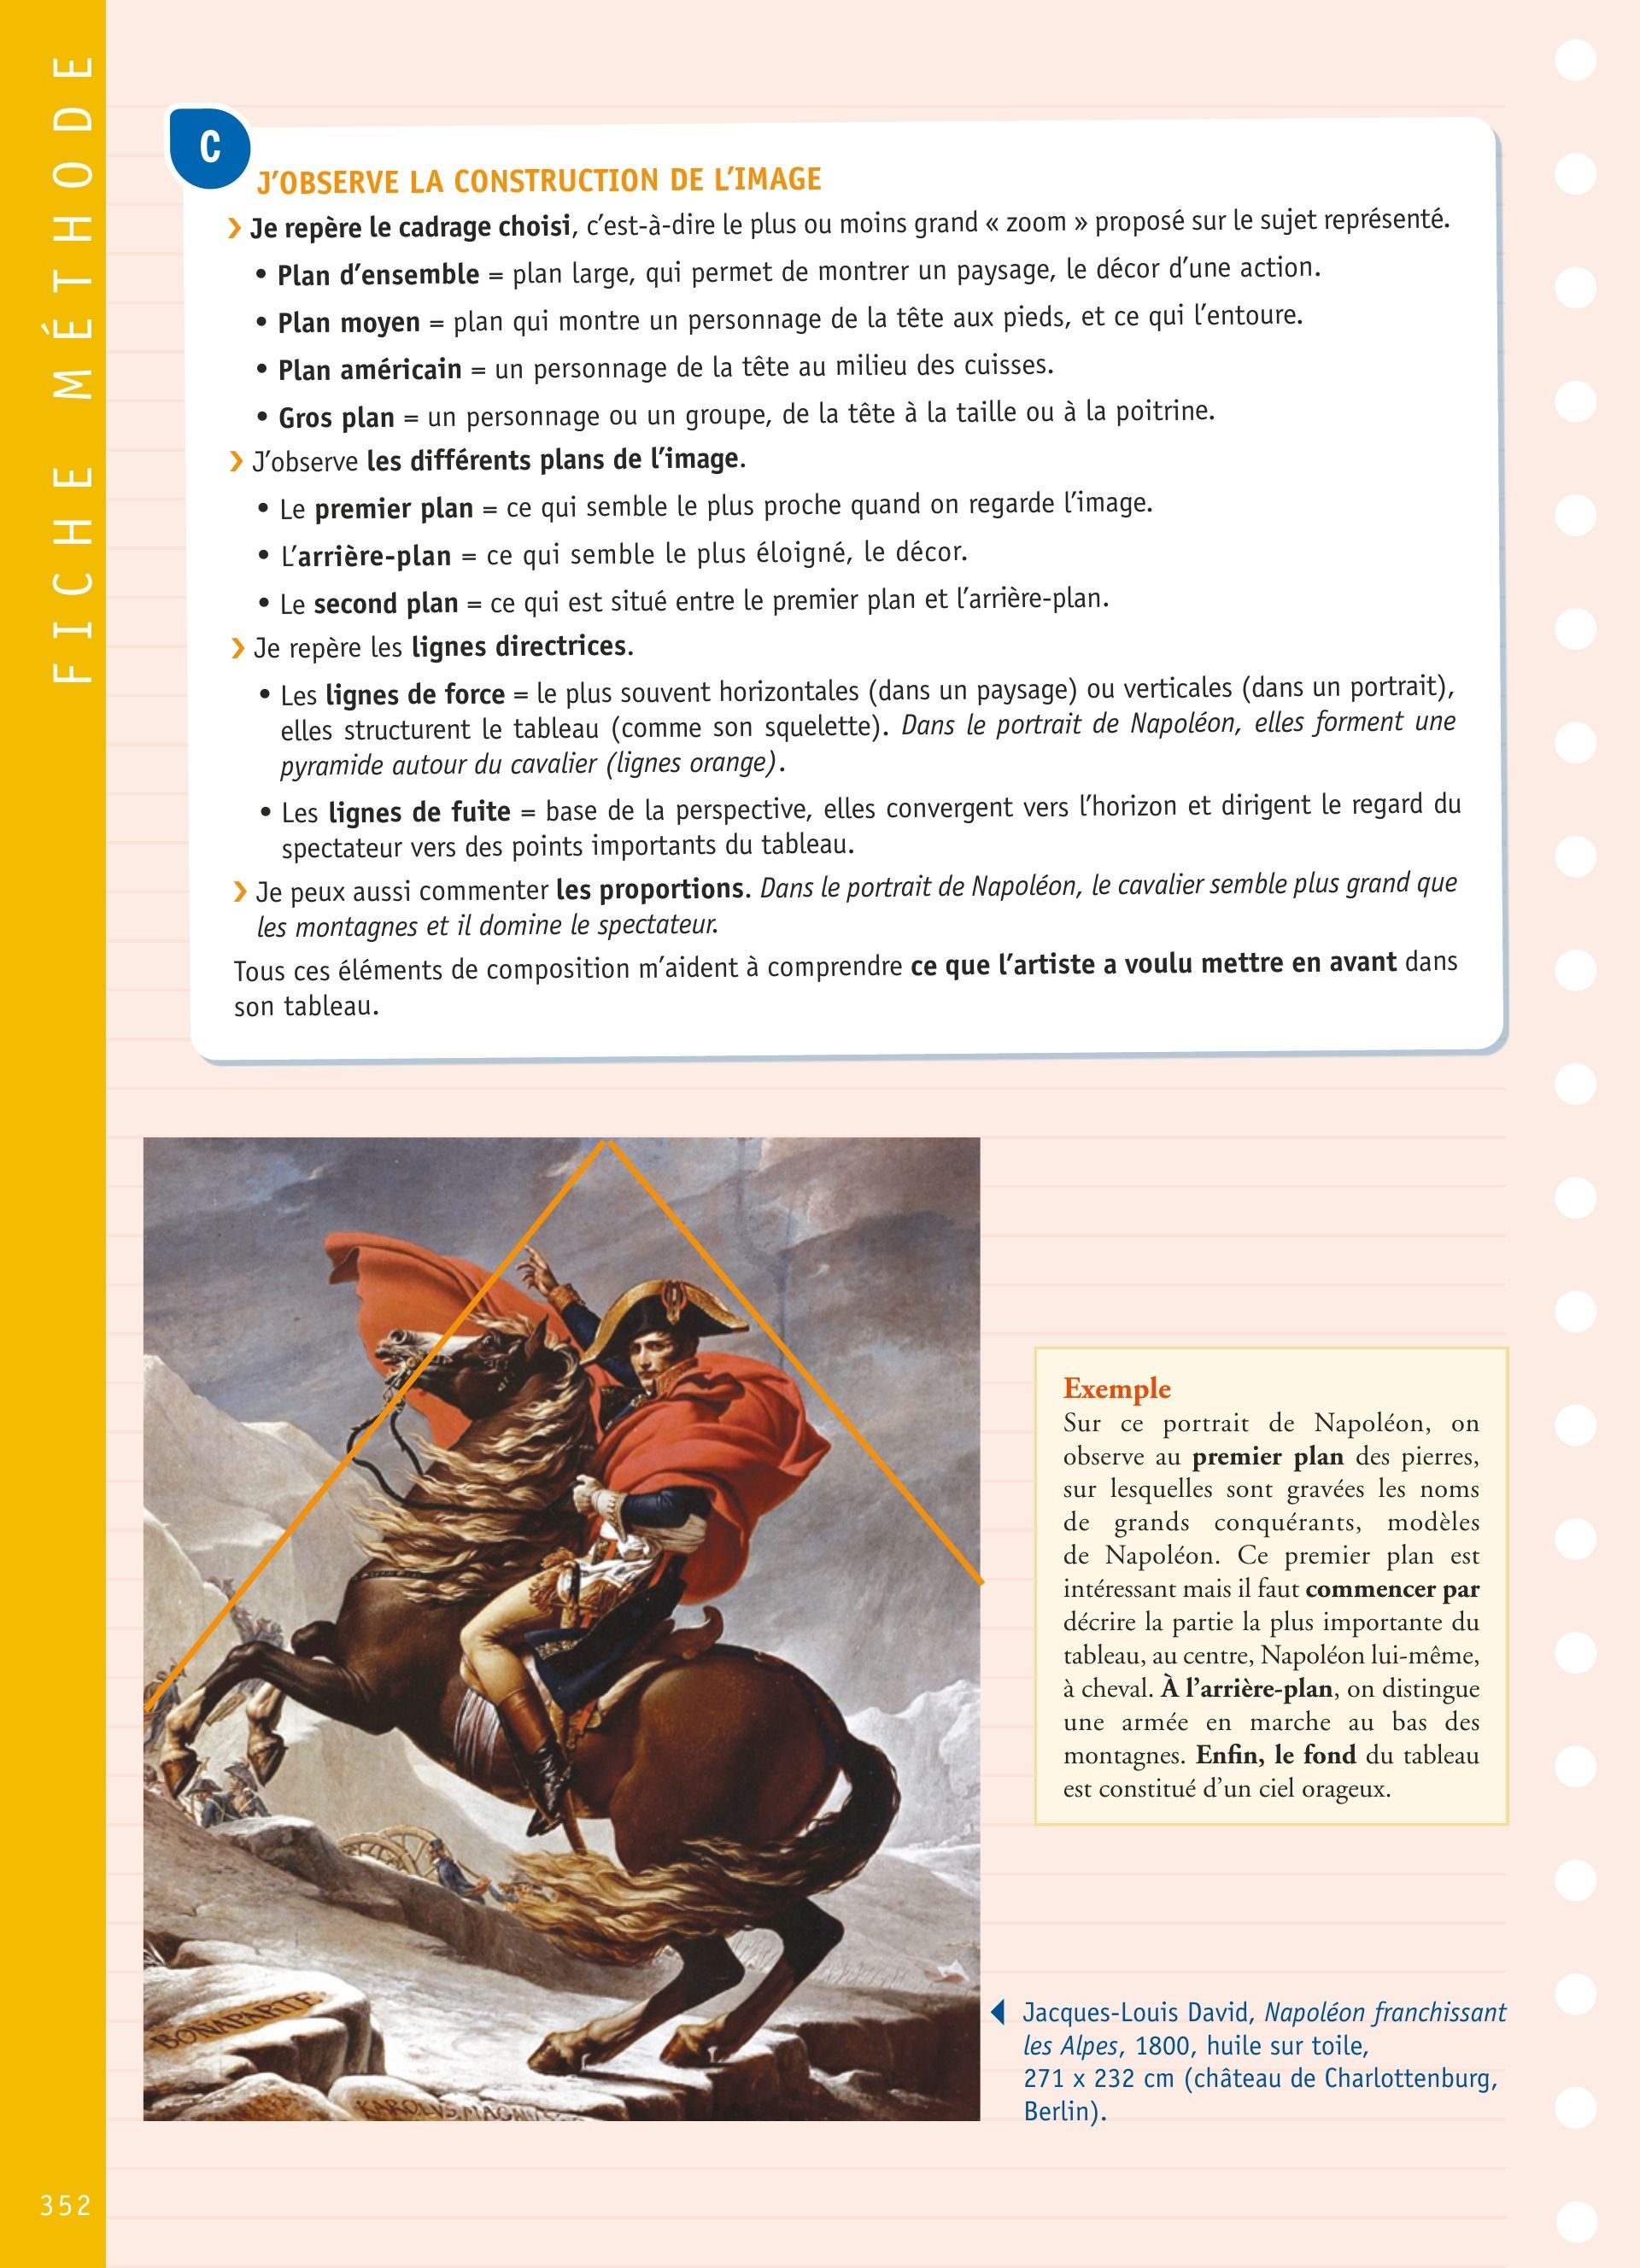 FICHE MÉTHODE
C
J’OBSERVE LA CONSTRUCTION DE L’IMAGE
› Je repère le cadrage choisi, c’est-à-dire le plus ou moins grand « zoom » proposé sur le sujet représenté.
• Plan d’ensemble = plan large, qui permet de montrer un paysage, le décor d’une action.
• Plan moyen = plan qui montre un personnage de la tête aux pieds, et ce qui l’entoure.
• Plan américain = un personnage de la tête au milieu des cuisses.
• Gros plan = un personnage ou un groupe, de la tête à la taille ou à la poitrine.
› J’observe les différents plans de l’image.
• Le premier plan = ce qui semble le plus proche quand on regarde l’image.
• L’arrière-plan = ce qui semble le plus éloigné, le décor.
• Le second plan = ce qui est situé entre le premier plan et l’arrière-plan.
› Je repère les lignes directrices.
• Les lignes de force = le plus souvent horizontales (dans un paysage) ou verticales (dans un portrait),
elles structurent le tableau (comme son squelette). Dans le portrait de Napoléon, elles forment une
pyramide autour du cavalier (lignes orange).
• Les lignes de fuite = base de la perspective, elles convergent vers l’horizon et dirigent le regard du
spectateur vers des points importants du tableau.
› Je peux aussi commenter les proportions. Dans le portrait de Napoléon, le cavalier semble plus grand que
les montagnes et il domine le spectateur.
Tous ces éléments de composition m’aident à comprendre ce que l’artiste a voulu mettre en avant dans
son tableau.
BONAPARTE
KAROLVS MAGNVS
Exemple
Sur ce portrait de Napoléon, on
observe au premier plan des pierres,
sur lesquelles sont gravées les noms
de grands conquérants, modèles
de Napoléon. Ce premier plan est
intéressant mais il faut commencer par
décrire la partie la plus importante du
tableau, au centre, Napoléon lui-même,
à cheval. À l’arrière-plan, on distingue
une armée en marche au bas des
montagnes. Enfin, le fond du tableau
est constitué d’un ciel orageux.
Jacques-Louis David, Napoléon franchissant
les Alpes, 1800, huile sur toile,
271 x 232 cm (château de Charlottenburg,
Berlin).
352